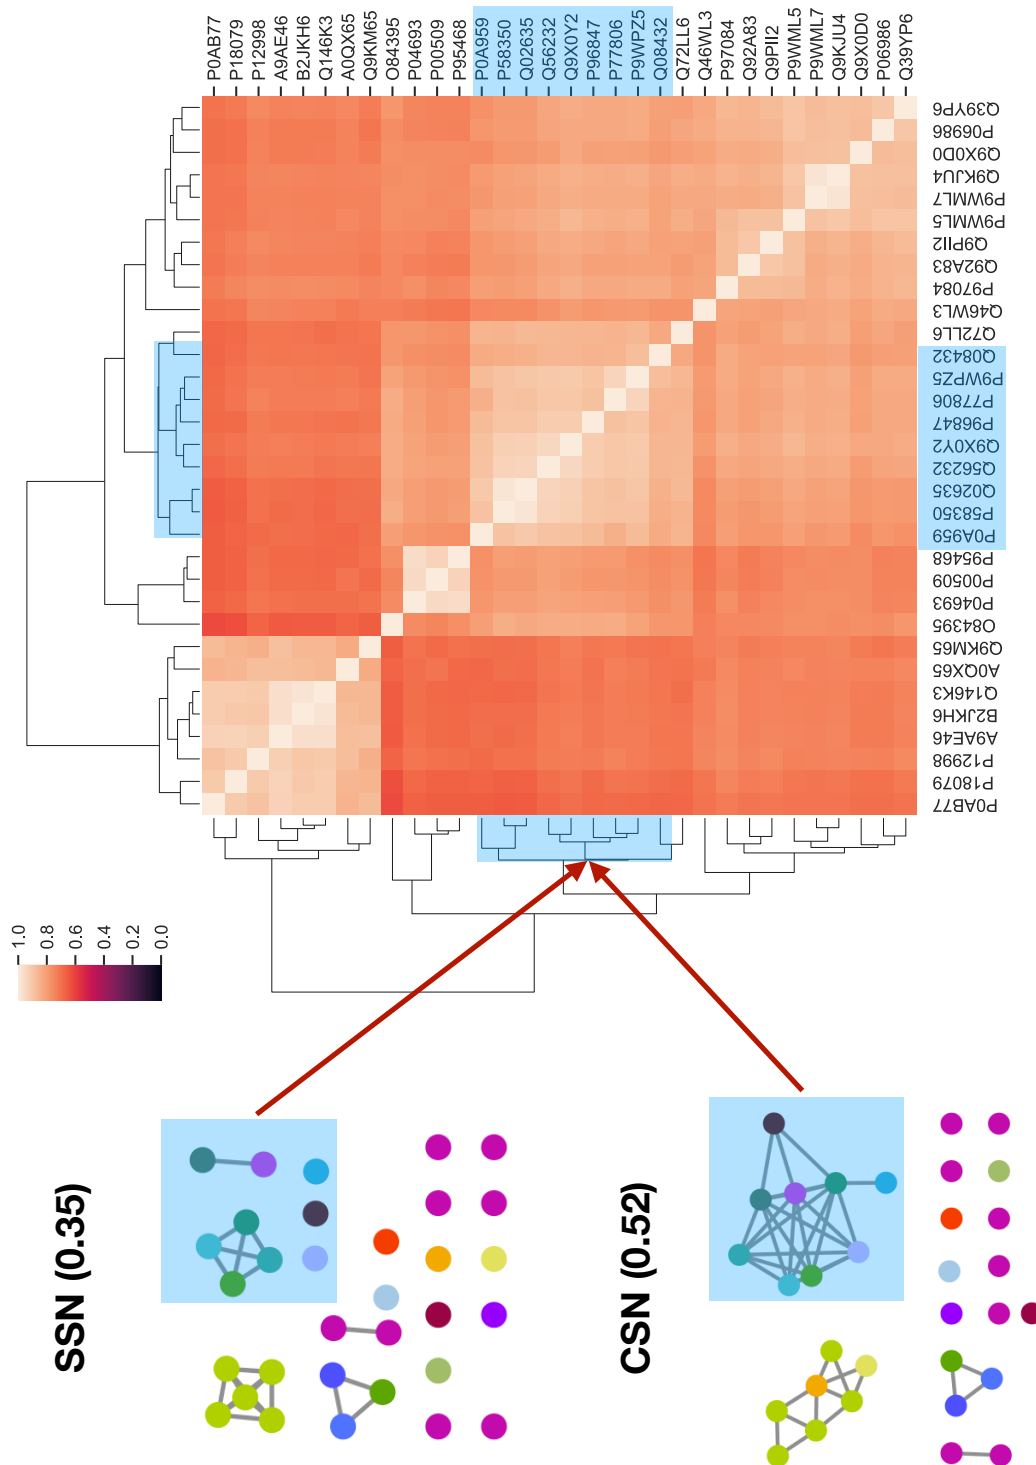 P0AB77
P18079
P12998
A9AE46
B2JKH6
Q146K3
A0QX65
Q9KM65
O84395
P04693
P00509
P95468
P0A959
P58350
Q02635
Q56232
Q9X0Y2
P96847
P77806
P9WPZ5
Q08432
Q72LL6
Q46WL3
P97084
Q92A83
Q9PII2
P9WML5
P9WML7
Q9KJU4
Q9X0D0
P06986
Q39YP6
Q39YP6
P06986
Q9X0D0
Q9KJU4
P9WML7
P9WML5
Q9PII2
Q92A83
P97084
Q46WL3
Q72LL6
Q08432
P9WPZ5
P77806
P96847
Q9X0Y2
Q56232
Q02635
P58350
P0A959
P95468
P00509
P04693
O84395
Q9KM65
A0QX65
Q146K3
B2JKH6
A9AE46
P12998
P18079
P0AB77
1.0
0.8
0.6
0.4
0.2
0.0
SSN (0.35)
CSN (0.52)